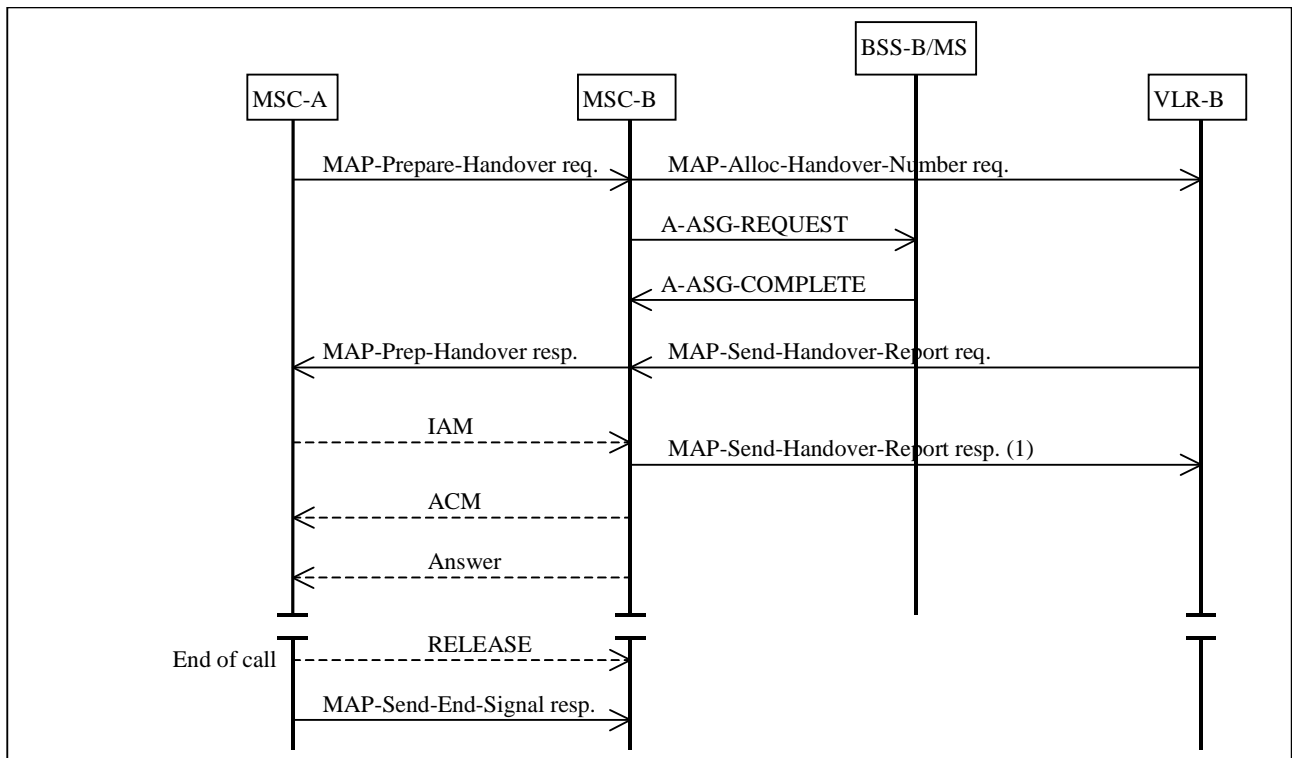 BSS-B/MS
MSC-A
MSC-B
VLR-B
MAP-Prepare-Handover req.
MAP-Alloc-Handover-Number req.
A-ASG-REQUEST
A-ASG-COMPLETE
MAP-Prep-Handover resp.
MAP-Send-Handover-Report req.
IAM
MAP-Send-Handover-Report resp. (1)
ACM
Answer
RELEASE
End of call
MAP-Send-End-Signal resp.